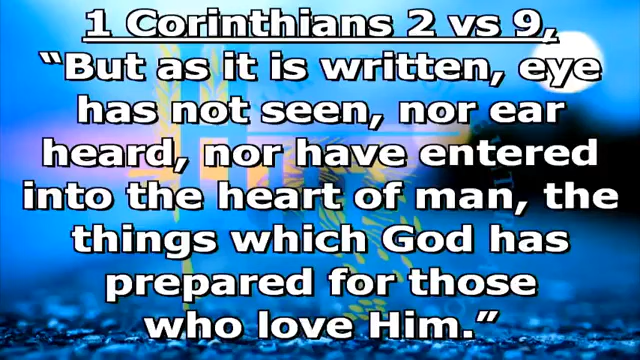 1 Corinthians 2 vs 9,
“But as it is written, eye
has not seen, nor ear
heard, nor have entered
into the heart of man, the
things which God has
prepared for those
who love Him.”